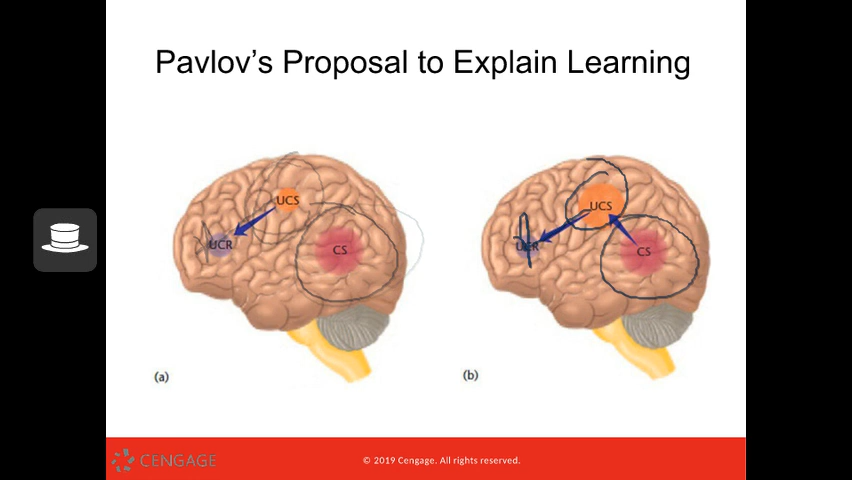 Pavlov's Proposal to Explain Learning
UCS
UCR
CS
(a)
UCS
UCR
CS
(b)
CENGAGE
© 2019 Cengage. All rights reserved.